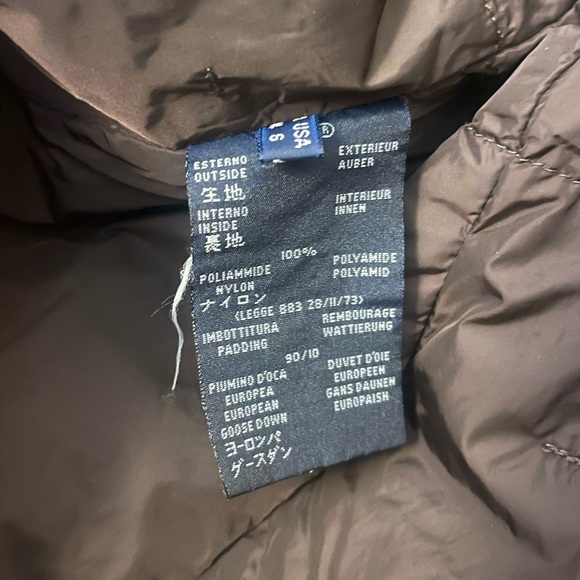 USA
6
®
ESTERNO EXTERIEUR
OUTSIDE AUBER
生地
INTERNO INTERIEUR
INSIDE INNEN
裏地
100%
POLIAMMIDE POLYAMIDE
NYLON POLYAMID
ナイロン
(LEGGE 883 28/11/73)
IMBOTTITURA REMBOURAGE
PADDING WATTIERUNG
90/10
PIUMINO D'OCA DUVET D'OIE
EUROPEA EUROPEEN
EUROPEAN GANS DAUNEN
GOOSE DOWN EUROPAISH
ヨーロッパ
グースダン